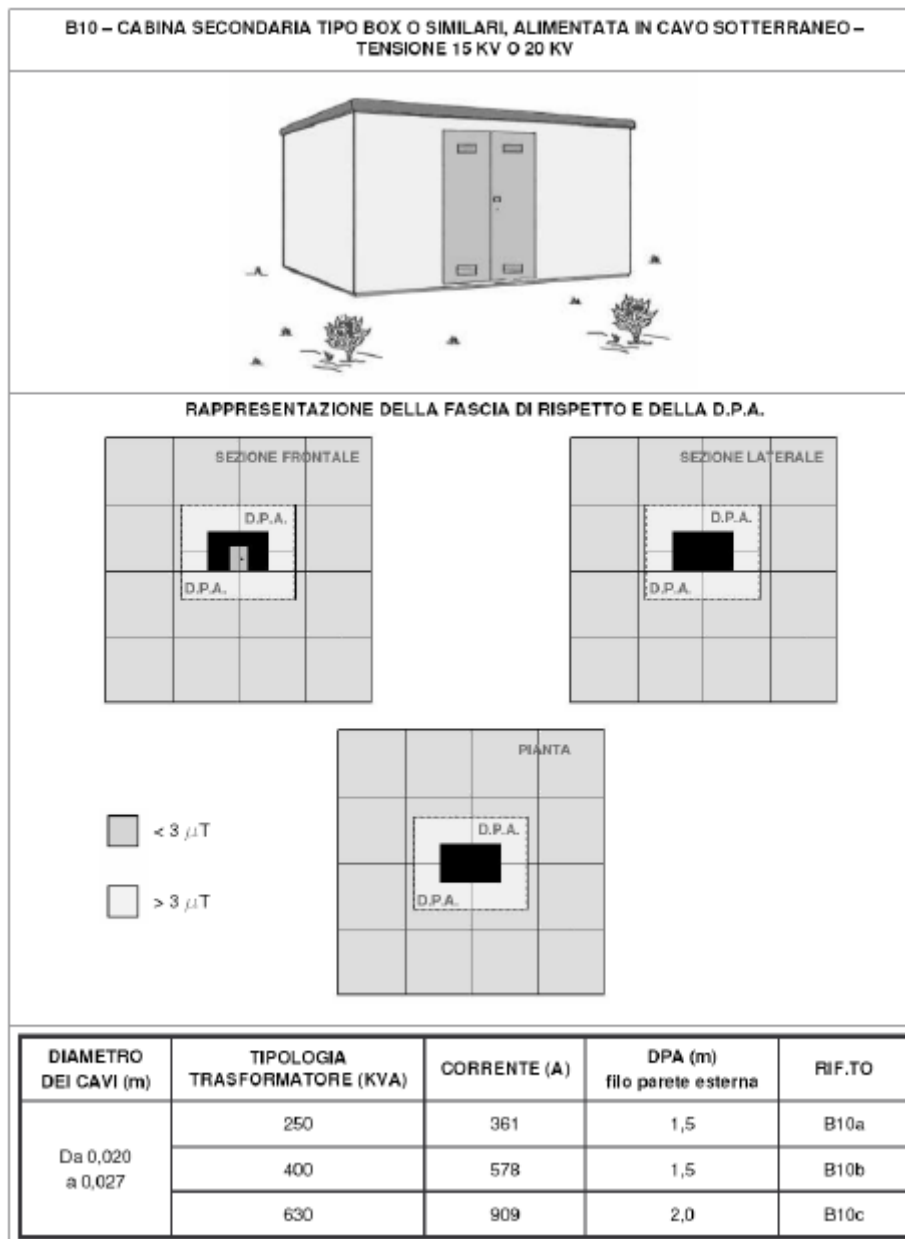 B10 – CABINA SECONDARIA TIPO BOX O SIMILARI, ALIMENTATA IN CAVO SOTTERRANEO –
TENSIONE 15 KV O 20 KV
RAPPRESENTAZIONE DELLA FASCIA DI RISPETTO E DELLA D.P.A.
SEZIONE FRONTALE
D.P.A.
D.P.A.
SEZIONE LATERALE
D.P.A.
D.P.A.
PIANTA
D.P.A.
D.P.A.
< 3 μT
> 3 μT
DIAMETRO
DEI CAVI (m)
TIPOLOGIA
TRASFORMATORE (KVA)
CORRENTE (A)
DPA (m)
filo parete esterna
RIF.TO
Da 0,020
a 0,027
250
361
1,5
B10a
400
578
1,5
B10b
630
909
2,0
B10c